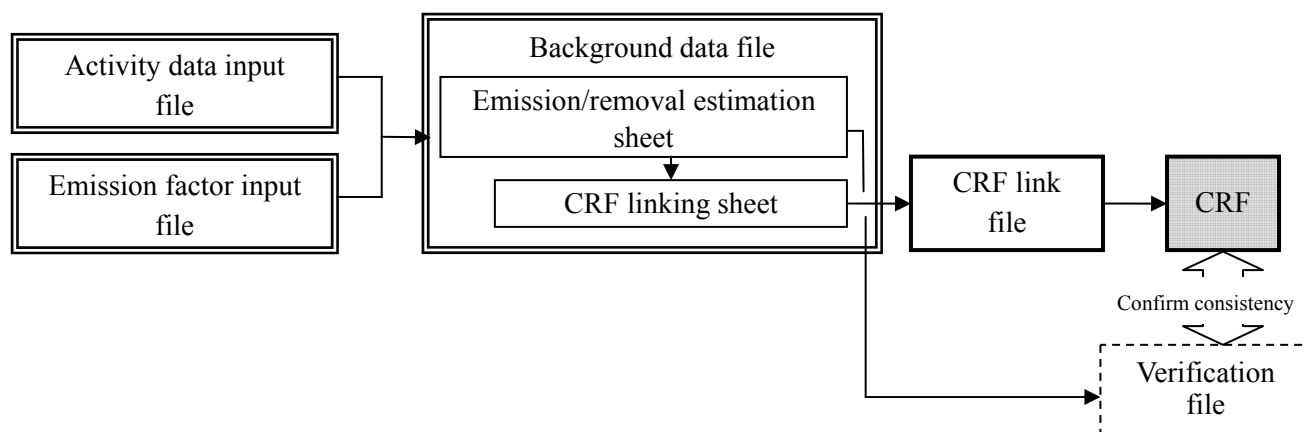 Activity data input
file
Emission factor input
file
Background data file
Emission/removal estimation
sheet
CRF linking sheet
CRF link
file
CRF
Confirm consistency
Verification
file